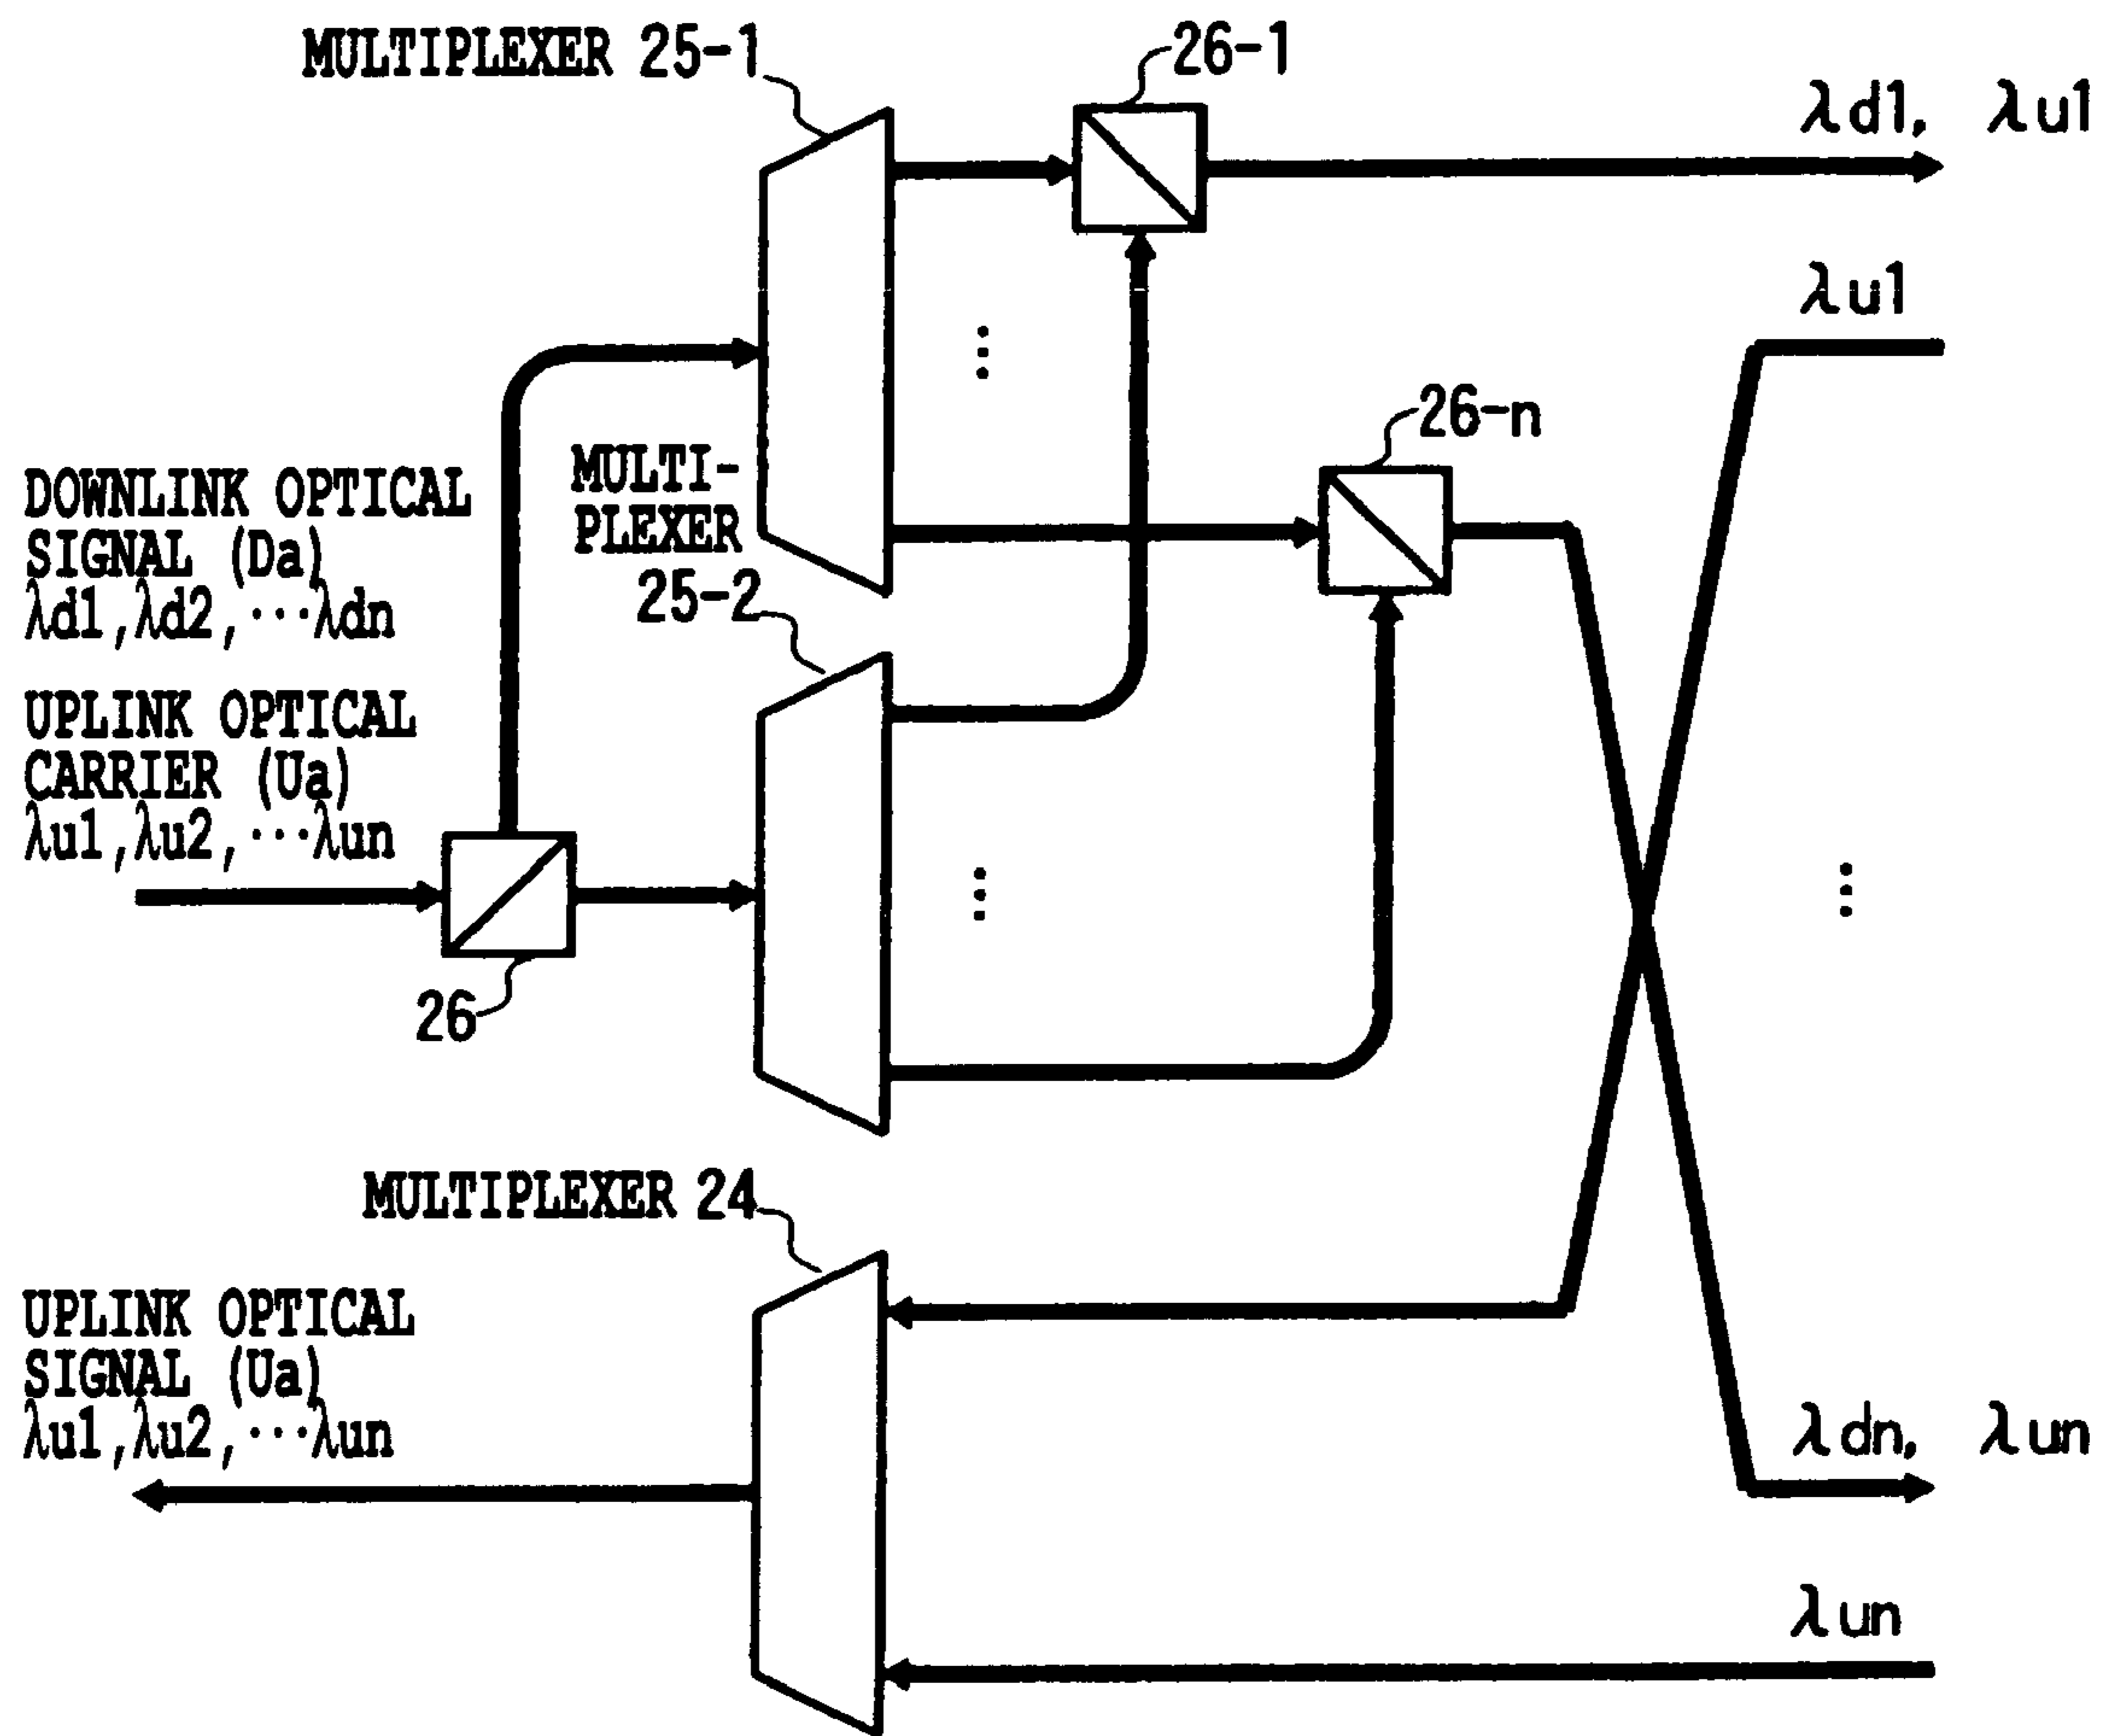 MULTIPLEXER 25-1
26-1
λd1, λu1
λu1
26-n
MULTI-
PLEXER
25-2
DOWNLINK OPTICAL
SIGNAL (Da)
λd1,λd2,···λdn
UPLINK OPTICAL
CARRIER (Ua)
λu1,λu2,···λun
26
MULTIPLEXER 24
UPLINK OPTICAL
SIGNAL (Ua)
λu1,λu2,···λun
λdn, λun
λun